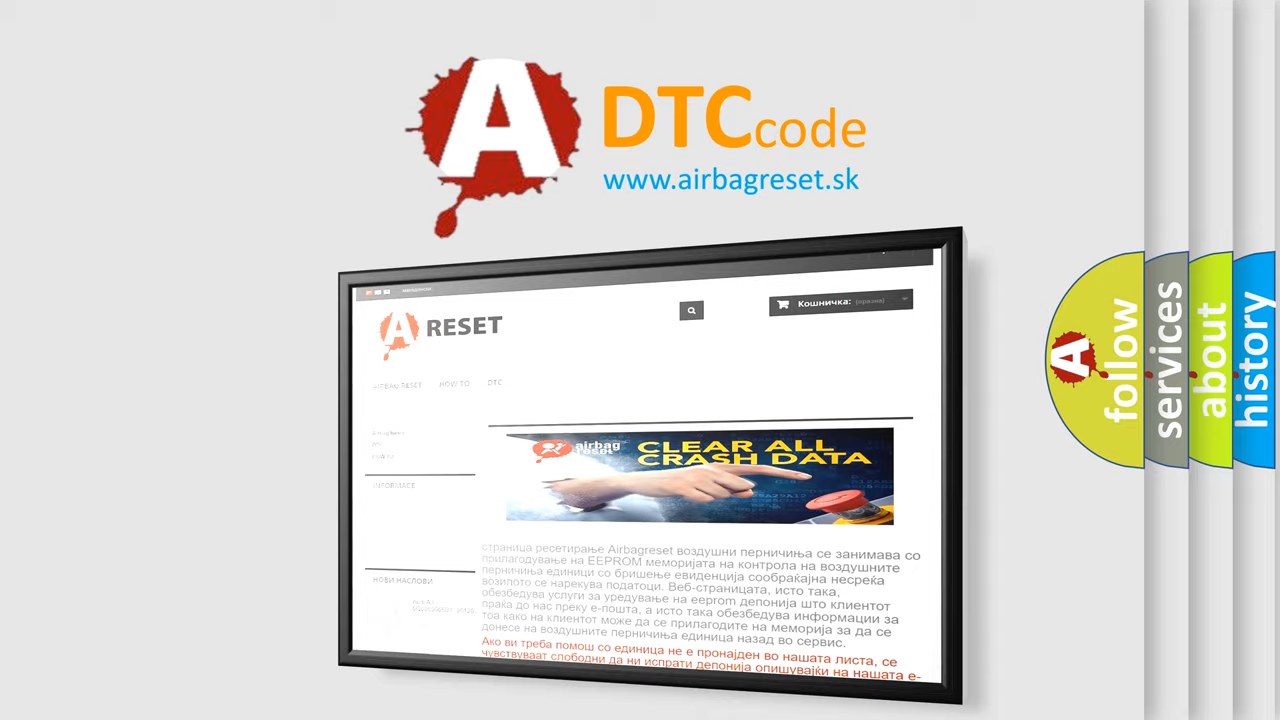 A
DTCcode
www.airbagreset.sk
A RESET
Кошничка: (празна)
AIRBAG RESET HOW TO DTC
airbag
reset
CLEAR ALL
CRASH DATA
INFORMACE
страница ресетирање Airbagreset воздушни перничиња се занимава со
прилагодување на EEPROM меморијата на контрола на воздушните
перничиња единици со бришење евиденција сообраќајна несреќа
возилото се нарекува податоци. Веб-страницата, исто така,
обезбедува услуги за уредување на eeprom депонија што клиентот
праќа до нас преку е-пошта, а исто така обезбедува информации за
тоа како на клиентот може да се прилагодите на меморија за да се
донесе на воздушните перничиња единица назад во сервис.
Ако ви треба помош со единица не е пронајден во нашата листа, се
чувствуваат слободни да ни испрати депонија опишувајќи на нашата е-
НОВИ НАСЛОВИ
A
follow
services
about
history